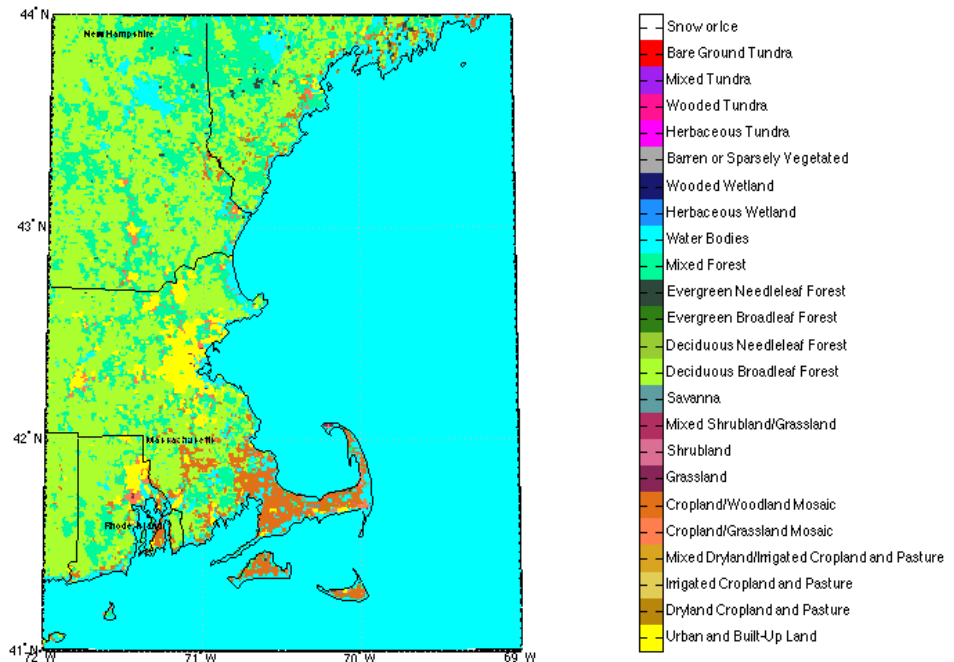 44° N
New Hampshire
43° N
42° N
Massachusetts
Rhode Island
41° N
72° W
71° W
70° W
69° W
Snow or Ice
Bare Ground Tundra
Mixed Tundra
Wooded Tundra
Herbaceous Tundra
Barren or Sparsely Vegetated
Wooded Wetland
Herbaceous Wetland
Water Bodies
Mixed Forest
Evergreen Needleleaf Forest
Evergreen Broadleaf Forest
Deciduous Needleleaf Forest
Deciduous Broadleaf Forest
Savanna
Mixed Shrubland/Grassland
Shrubland
Grassland
Cropland/Woodland Mosaic
Cropland/Grassland Mosaic
Mixed Dryland/Irrigated Cropland and Pasture
Irrigated Cropland and Pasture
Dryland Cropland and Pasture
Urban and Built-Up Land